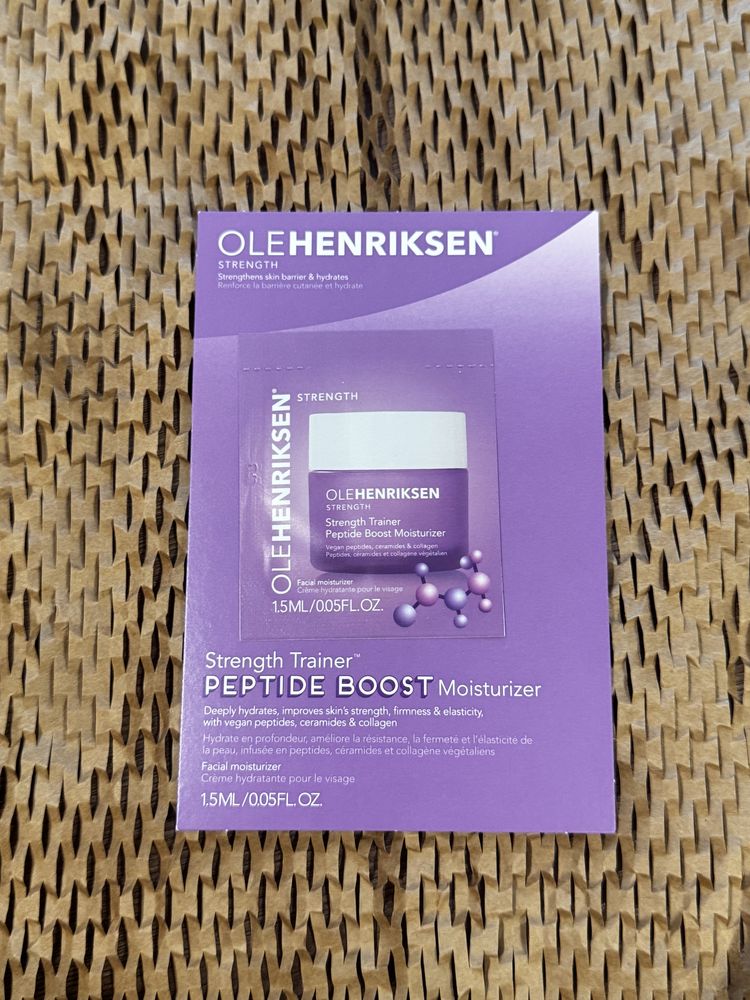 OLEHENRIKSEN®
STRENGTH
Strengthens skin barrier & hydrates
Renforce la barrière cutanée et hydrate
OLEHENRIKSEN®
STRENGTH
OLEHENRIKSEN
STRENGTH
Strength Trainer
Peptide Boost Moisturizer
Vegan peptides, ceramides & collagen
Peptides, céramides et collagène végétalien
Facial moisturizer
Crème hydratante pour le visage
1.5ML/0.05FL.OZ.
Strength Trainer™
PEPTIDE BOOST Moisturizer
Deeply hydrates, improves skin's strength, firmness & elasticity,
with vegan peptides, ceramides & collagen
Hydrate en profondeur, améliore la résistance, la fermeté et l'élasticité de
la peau, infusée en peptides, céramides et collagène végétaliens
Facial moisturizer
Crème hydratante pour le visage
1.5ML/0.05FL.OZ.